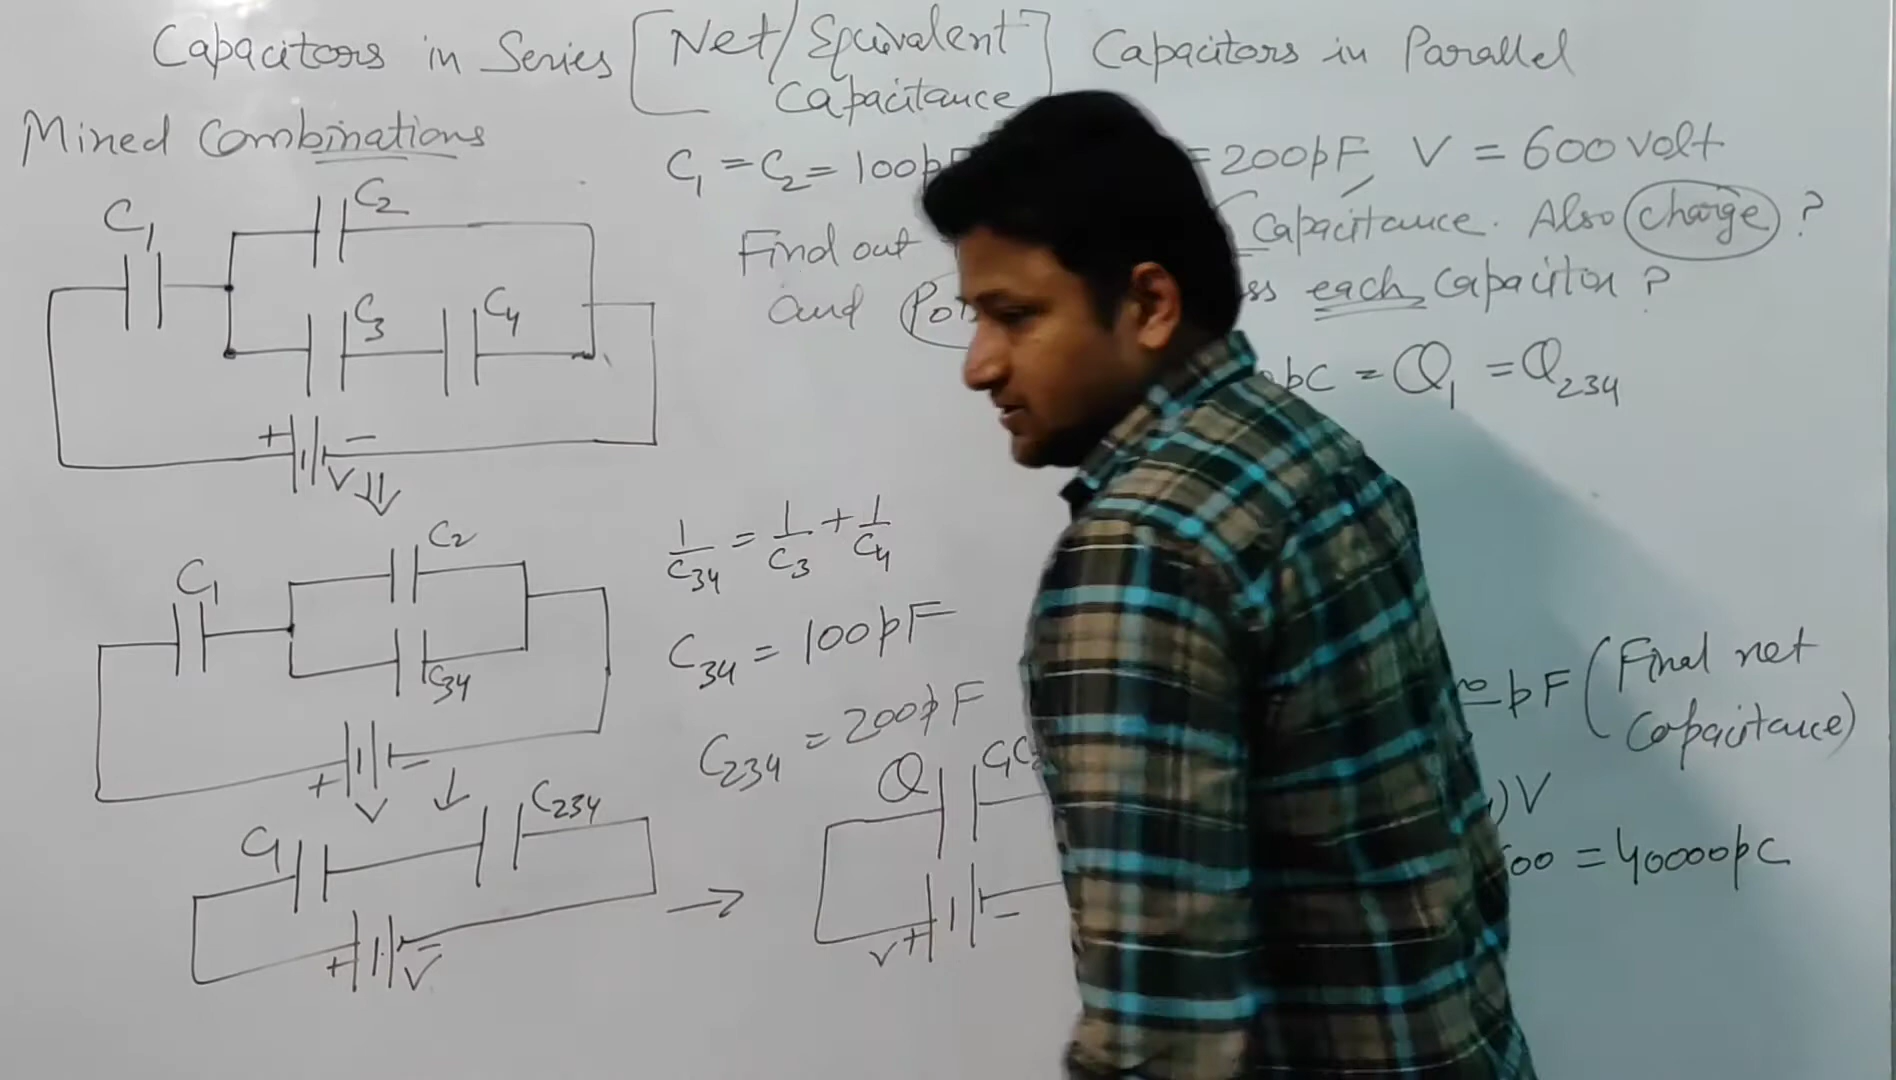 Capacitors in Series [Net/Equivalent Capacitance] Capacitors in Parallel
Mixed Combinations
C1 = C2 = 100pF = 200pF, V = 600 volt
Find out Capacitance. Also charge ?
and each capacitor ?
pC = Q1 = Q234
C1
C2
C3
C4
+ −
V
1/C34 = 1/C3 + 1/C4
C34 = 100pF
C234 = 200pF
pF (Final net Capacitance)
)V
00 = 40000pC
C1
C2
C34
+ −
V
C1
C234
+ −
V
Q
V + −